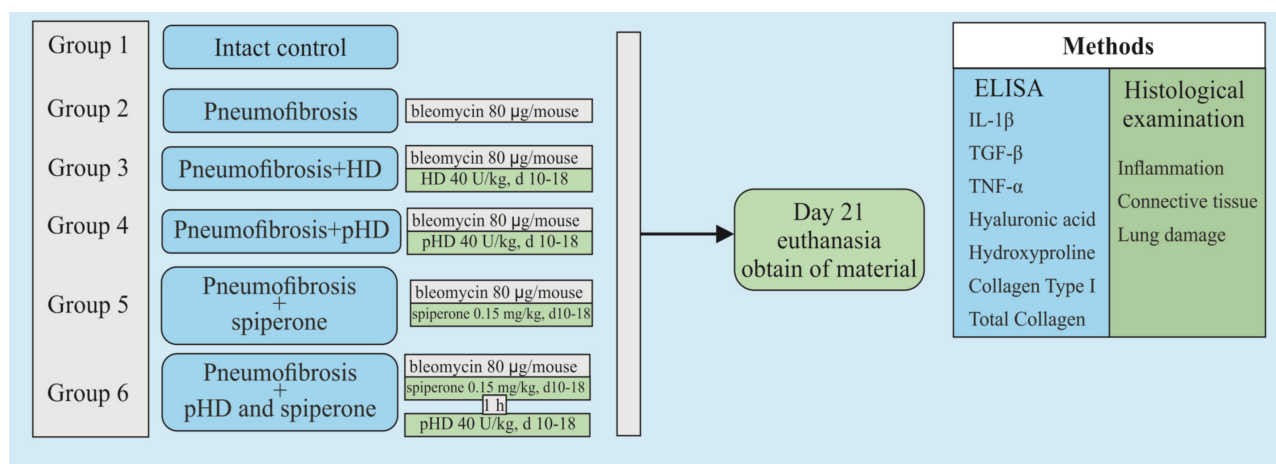 Group 1
Intact control
Group 2
Pneumofibrosis
bleomycin 80 μg/mouse
Group 3
Pneumofibrosis+HD
bleomycin 80 μg/mouse
HD 40 U/kg, d 10-18
Group 4
Pneumofibrosis+pHD
bleomycin 80 μg/mouse
pHD 40 U/kg, d 10-18
Group 5
Pneumofibrosis
+
spiperone
bleomycin 80 μg/mouse
spiperone 0.15 mg/kg, d10-18
Group 6
Pneumofibrosis
+
pHD and spiperone
bleomycin 80 μg/mouse
spiperone 0.15 mg/kg, d10-18
1 h
pHD 40 U/kg, d 10-18
Day 21
euthanasia
obtain of material
Methods
ELISA
IL-1β
TGF-β
TNF-α
Hyaluronic acid
Hydroxyproline
Collagen Type I
Total Collagen
Histological
examination
Inflammation
Connective tissue
Lung damage